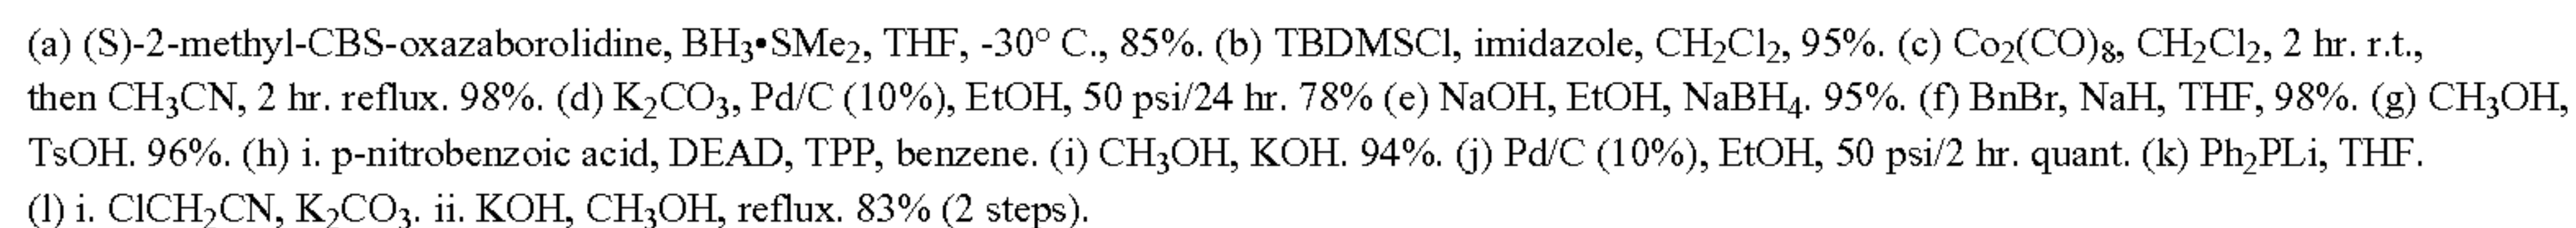 (a) (S)-2-methyl-CBS-oxazaborolidine, BH₃•SMe₂, THF, -30° C., 85%. (b) TBDMSCl, imidazole, CH₂Cl₂, 95%. (c) Co₂(CO)₈, CH₂Cl₂, 2 hr. r.t.,
then CH₃CN, 2 hr. reflux. 98%. (d) K₂CO₃, Pd/C (10%), EtOH, 50 psi/24 hr. 78% (e) NaOH, EtOH, NaBH₄. 95%. (f) BnBr, NaH, THF, 98%. (g) CH₃OH,
TsOH. 96%. (h) i. p-nitrobenzoic acid, DEAD, TPP, benzene. (i) CH₃OH, KOH. 94%. (j) Pd/C (10%), EtOH, 50 psi/2 hr. quant. (k) Ph₂PLi, THF.
(l) i. ClCH₂CN, K₂CO₃. ii. KOH, CH₃OH, reflux. 83% (2 steps).